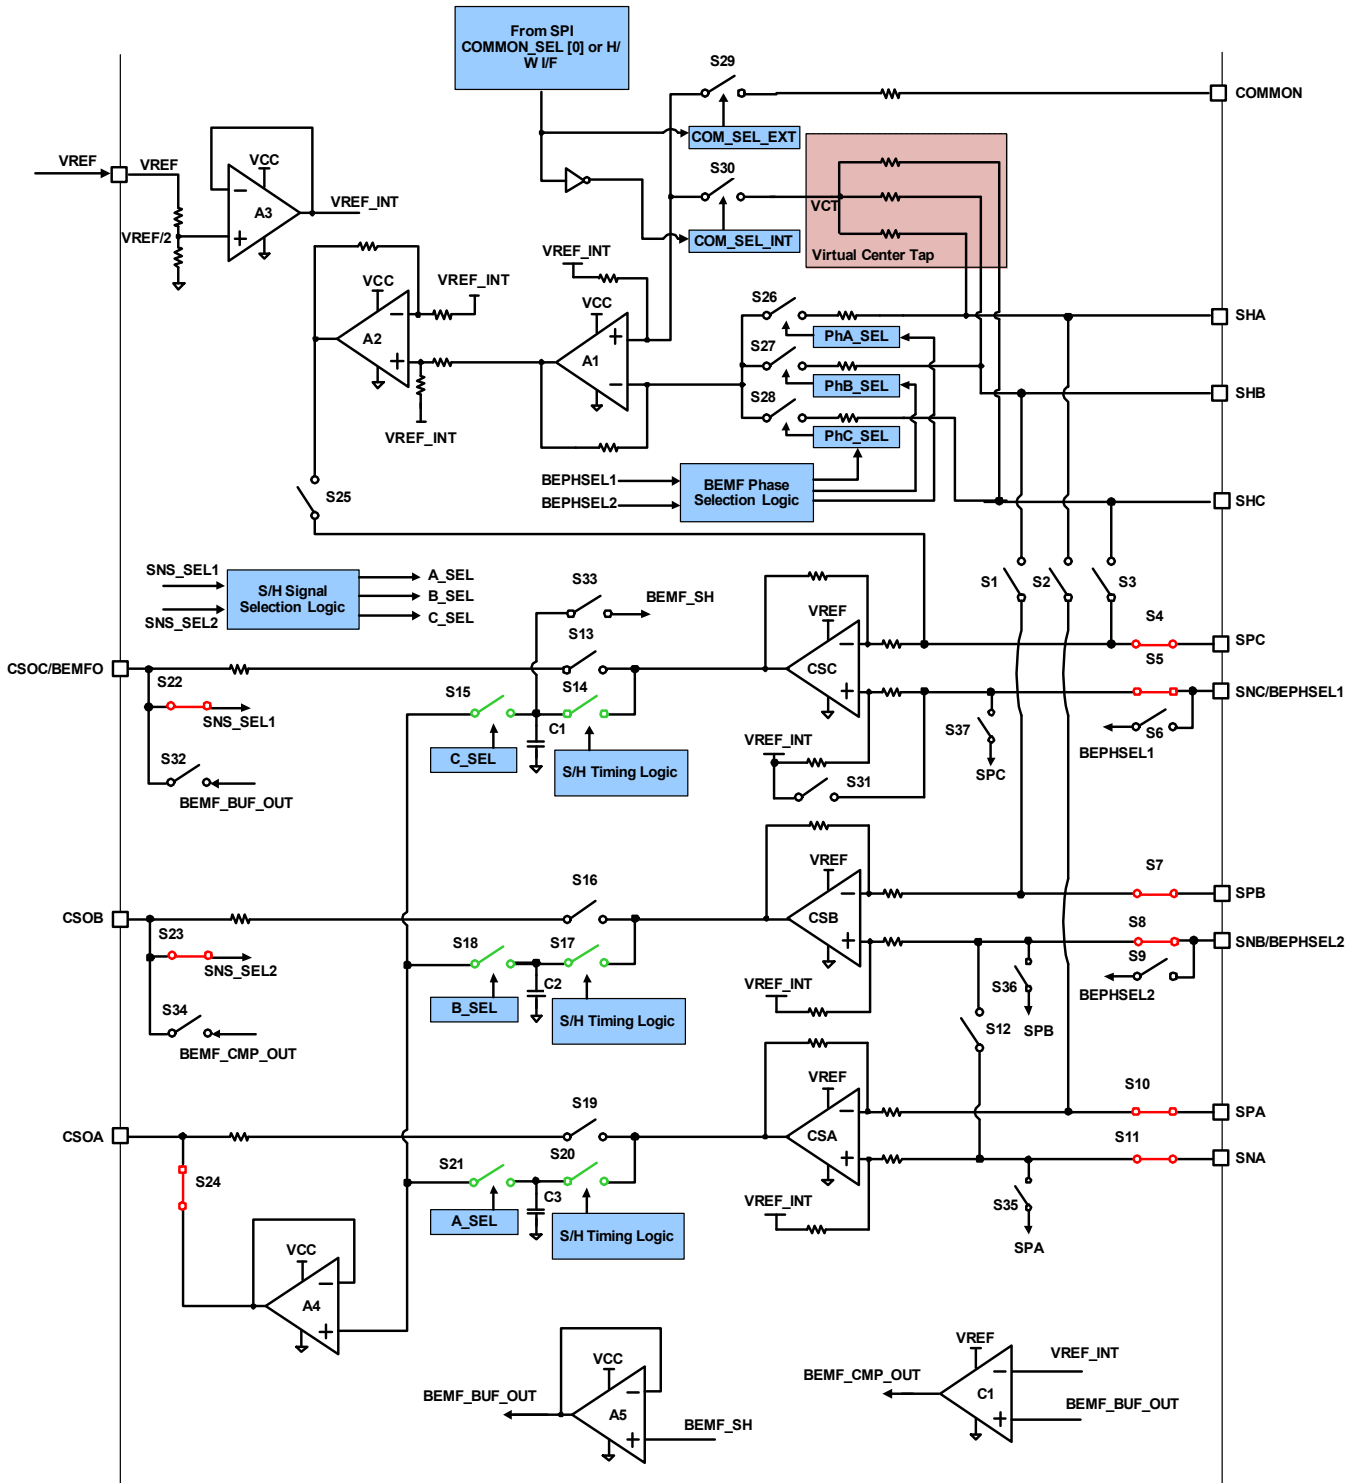 From SPI
COMMON_SEL [0] or H/
W I/F
S29
COMMON
COM_SEL_EXT
VREF
VREF
VCC
A3
VREF_INT
VREF/2
S30
VCT
COM_SEL_INT
Virtual Center Tap
VREF_INT
VCC
VREF_INT
A2
VREF_INT
VCC
A1
S26
PhA_SEL
SHA
S27
PhB_SEL
SHB
S28
PhC_SEL
BEPHSEL1
BEPHSEL2
BEMF Phase
Selection Logic
SHC
S25
SNS_SEL1
SNS_SEL2
S/H Signal
Selection Logic
A_SEL
B_SEL
C_SEL
S33
BEMF_SH
S1
S2
S3
S13
VREF
CSC
S4
SPC
S5
CSOC/BEMFO
S22
SNS_SEL1
S32
BEMF_BUF_OUT
S15
S14
C1
C_SEL
S/H Timing Logic
VREF_INT
S31
S37
SPC
SNC/BEPHSEL1
S6
BEPHSEL1
VREF
CSB
S7
SPB
S16
CSOB
S23
SNS_SEL2
S34
BEMF_CMP_OUT
S18
S17
C2
B_SEL
S/H Timing Logic
VREF_INT
S8
SNB/BEPHSEL2
S9
BEPHSEL2
S36
SPB
S12
VREF
CSA
S10
SPA
S19
CSOA
S24
S21
S20
C3
A_SEL
S/H Timing Logic
VREF_INT
S11
SNA
S35
SPA
VCC
A4
VCC
A5
BEMF_BUF_OUT
BEMF_SH
VREF
VREF_INT
BEMF_CMP_OUT
C1
BEMF_BUF_OUT